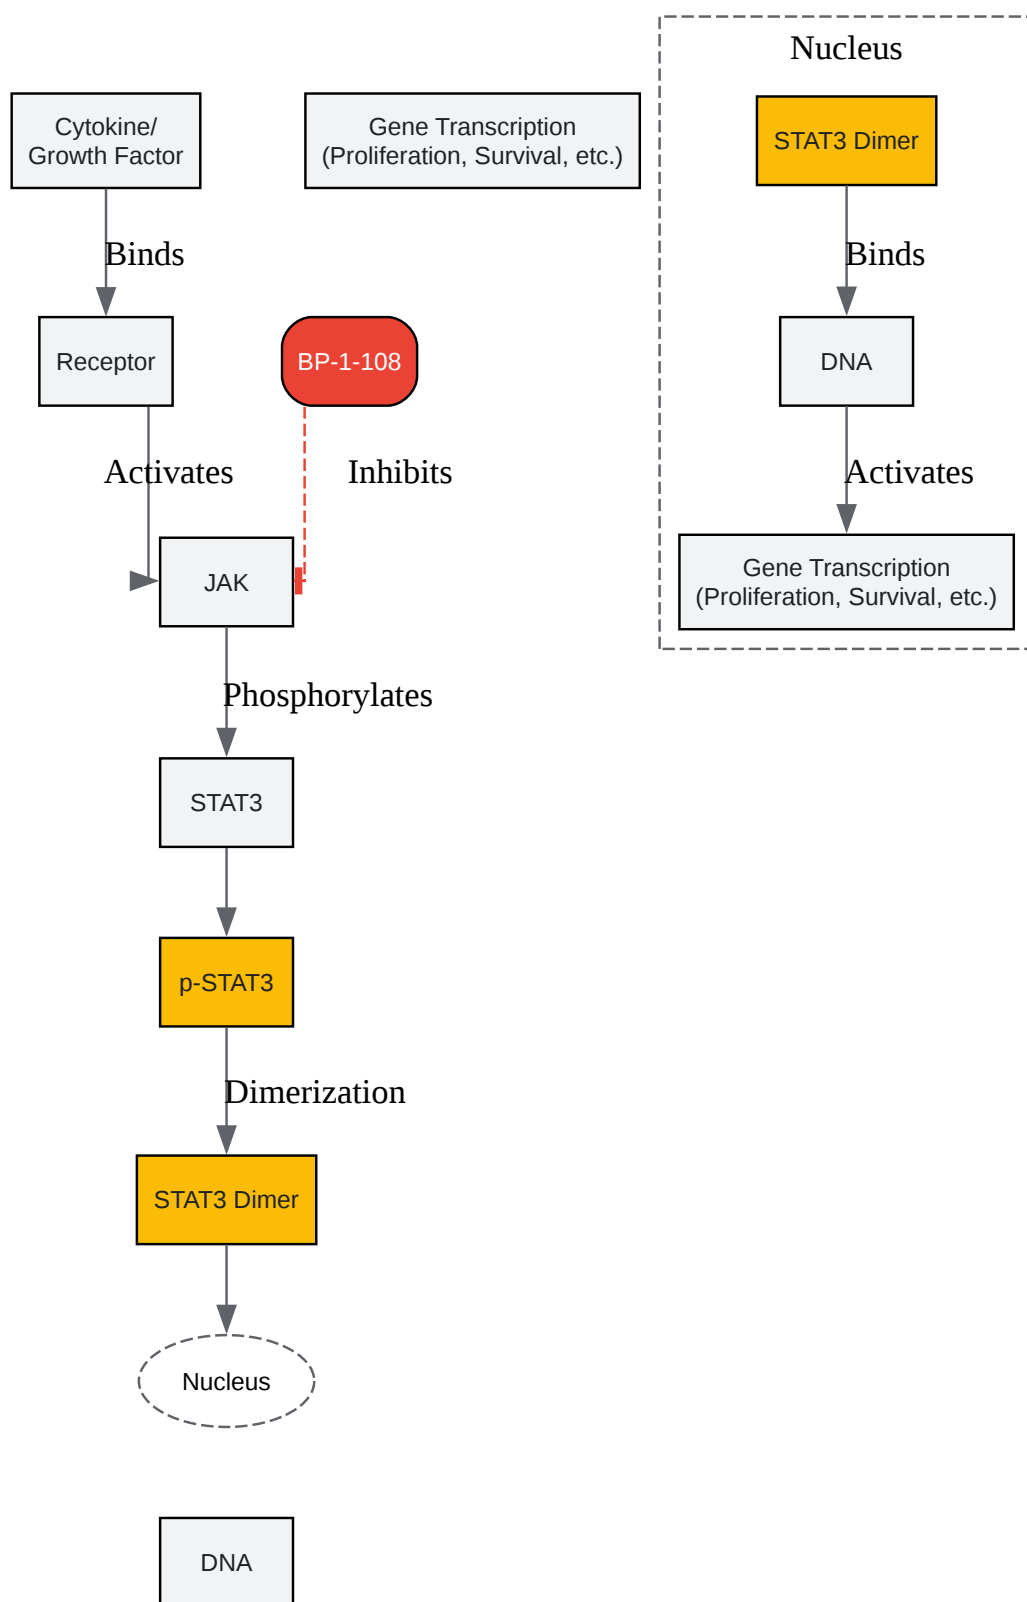 Nucleus
Cytokine/
Growth Factor
Gene Transcription
(Proliferation, Survival, etc.)
STAT3 Dimer
Binds
Binds
Receptor
BP-1-108
DNA
Activates
Inhibits
Activates
JAK
Gene Transcription
(Proliferation, Survival, etc.)
Phosphorylates
STAT3
p-STAT3
Dimerization
STAT3 Dimer
Nucleus
DNA